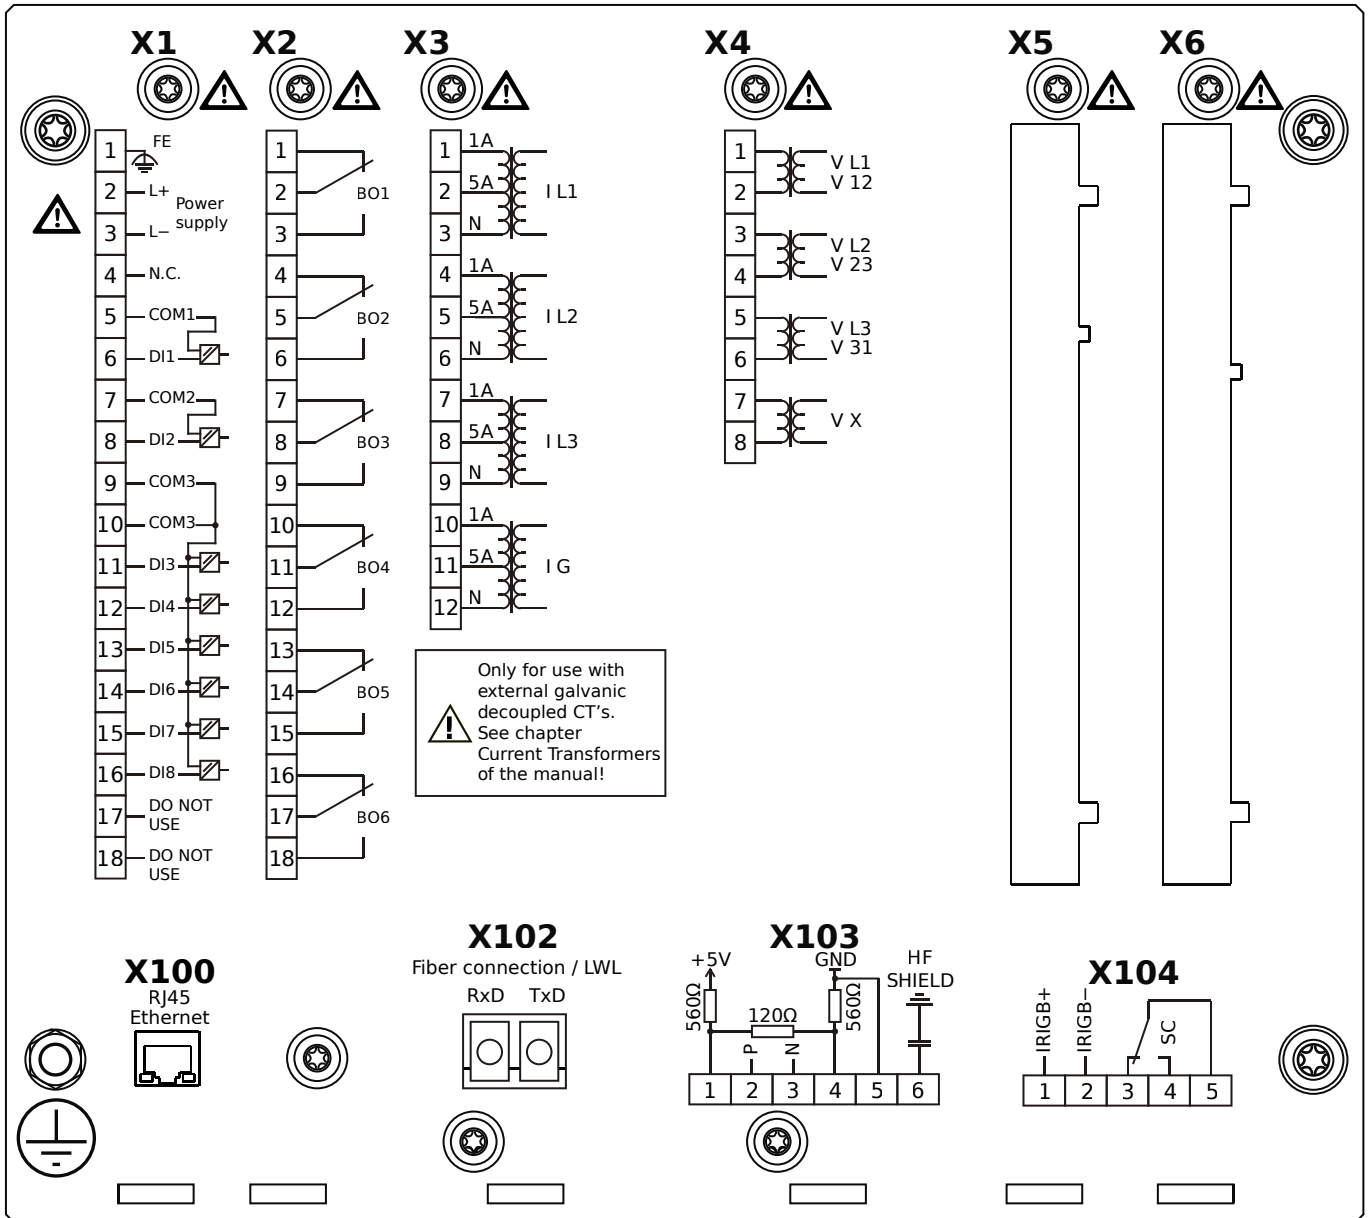 X1 X2 X3 X4 X5 X6
1 FE
2 L+
Power
supply
3 L−
4 N.C.
5 COM1
6 DI1
7 COM2
8 DI2
9 COM3
10 COM3
11 DI3
12 DI4
13 DI5
14 DI6
15 DI7
16 DI8
17 DO NOT
USE
18 DO NOT
USE
1
2 BO1
3
4
5 BO2
6
7
8 BO3
9
10
11 BO4
12
13
14 BO5
15
16
17 BO6
18
1 1A
2 5A I L1
3 N
4 1A
5 5A I L2
6 N
7 1A
8 5A I L3
9 N
10 1A
11 5A I G
12 N
Only for use with
external galvanic
decoupled CT's.
See chapter
Current Transformers
of the manual!
1 V L1
2 V 12
3 V L2
4 V 23
5 V L3
6 V 31
7 V X
8
X100
RJ45
Ethernet
X102
Fiber connection / LWL
RxD TxD
X103
+5V GND HF
SHIELD
560Ω 120Ω 560Ω
P N
1 2 3 4 5 6
X104
IRIGB+ IRIGB− SC
1 2 3 4 5